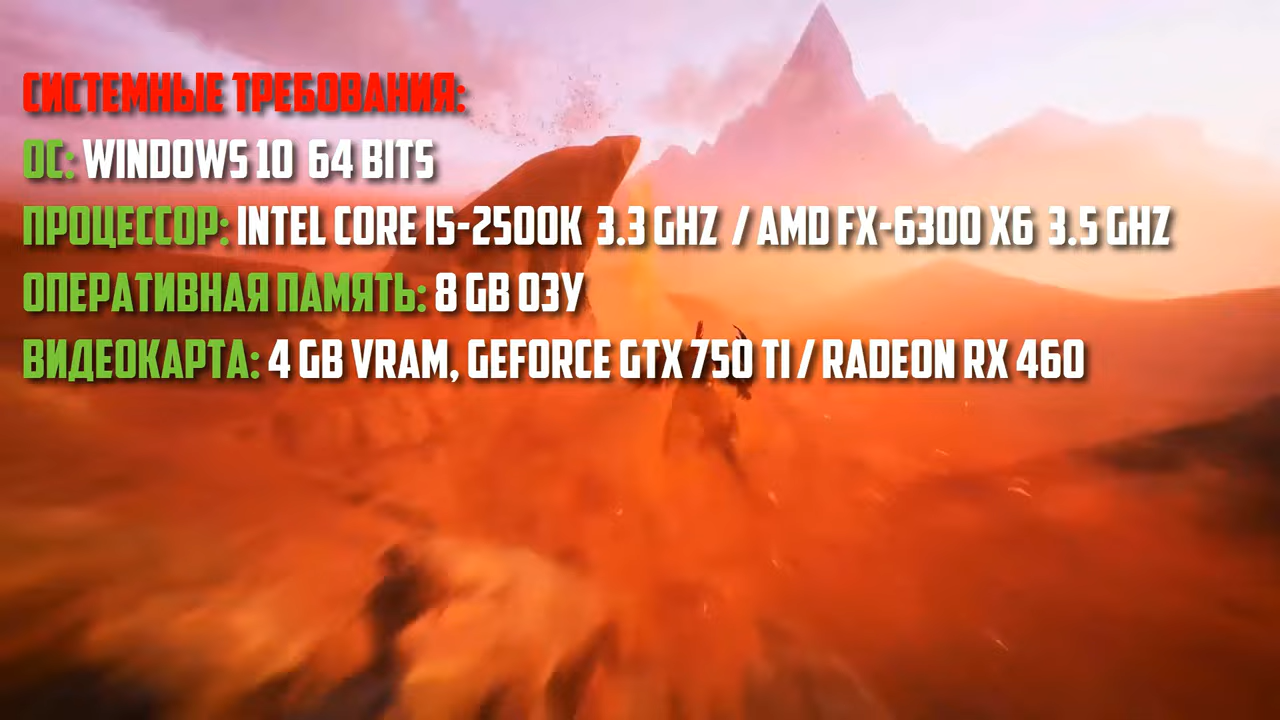 СИСТЕМНЫЕ ТРЕБОВАНИЯ:
ОС: WINDOWS 10 64 BITS
ПРОЦЕССОР: INTEL CORE I5-2500K 3.3 GHZ / AMD FX-6300 X6 3.5 GHZ
ОПЕРАТИВНАЯ ПАМЯТЬ: 8 GB ОЗУ
ВИДЕОКАРТА: 4 GB VRAM, GEFORCE GTX 750 TI / RADEON RX 460